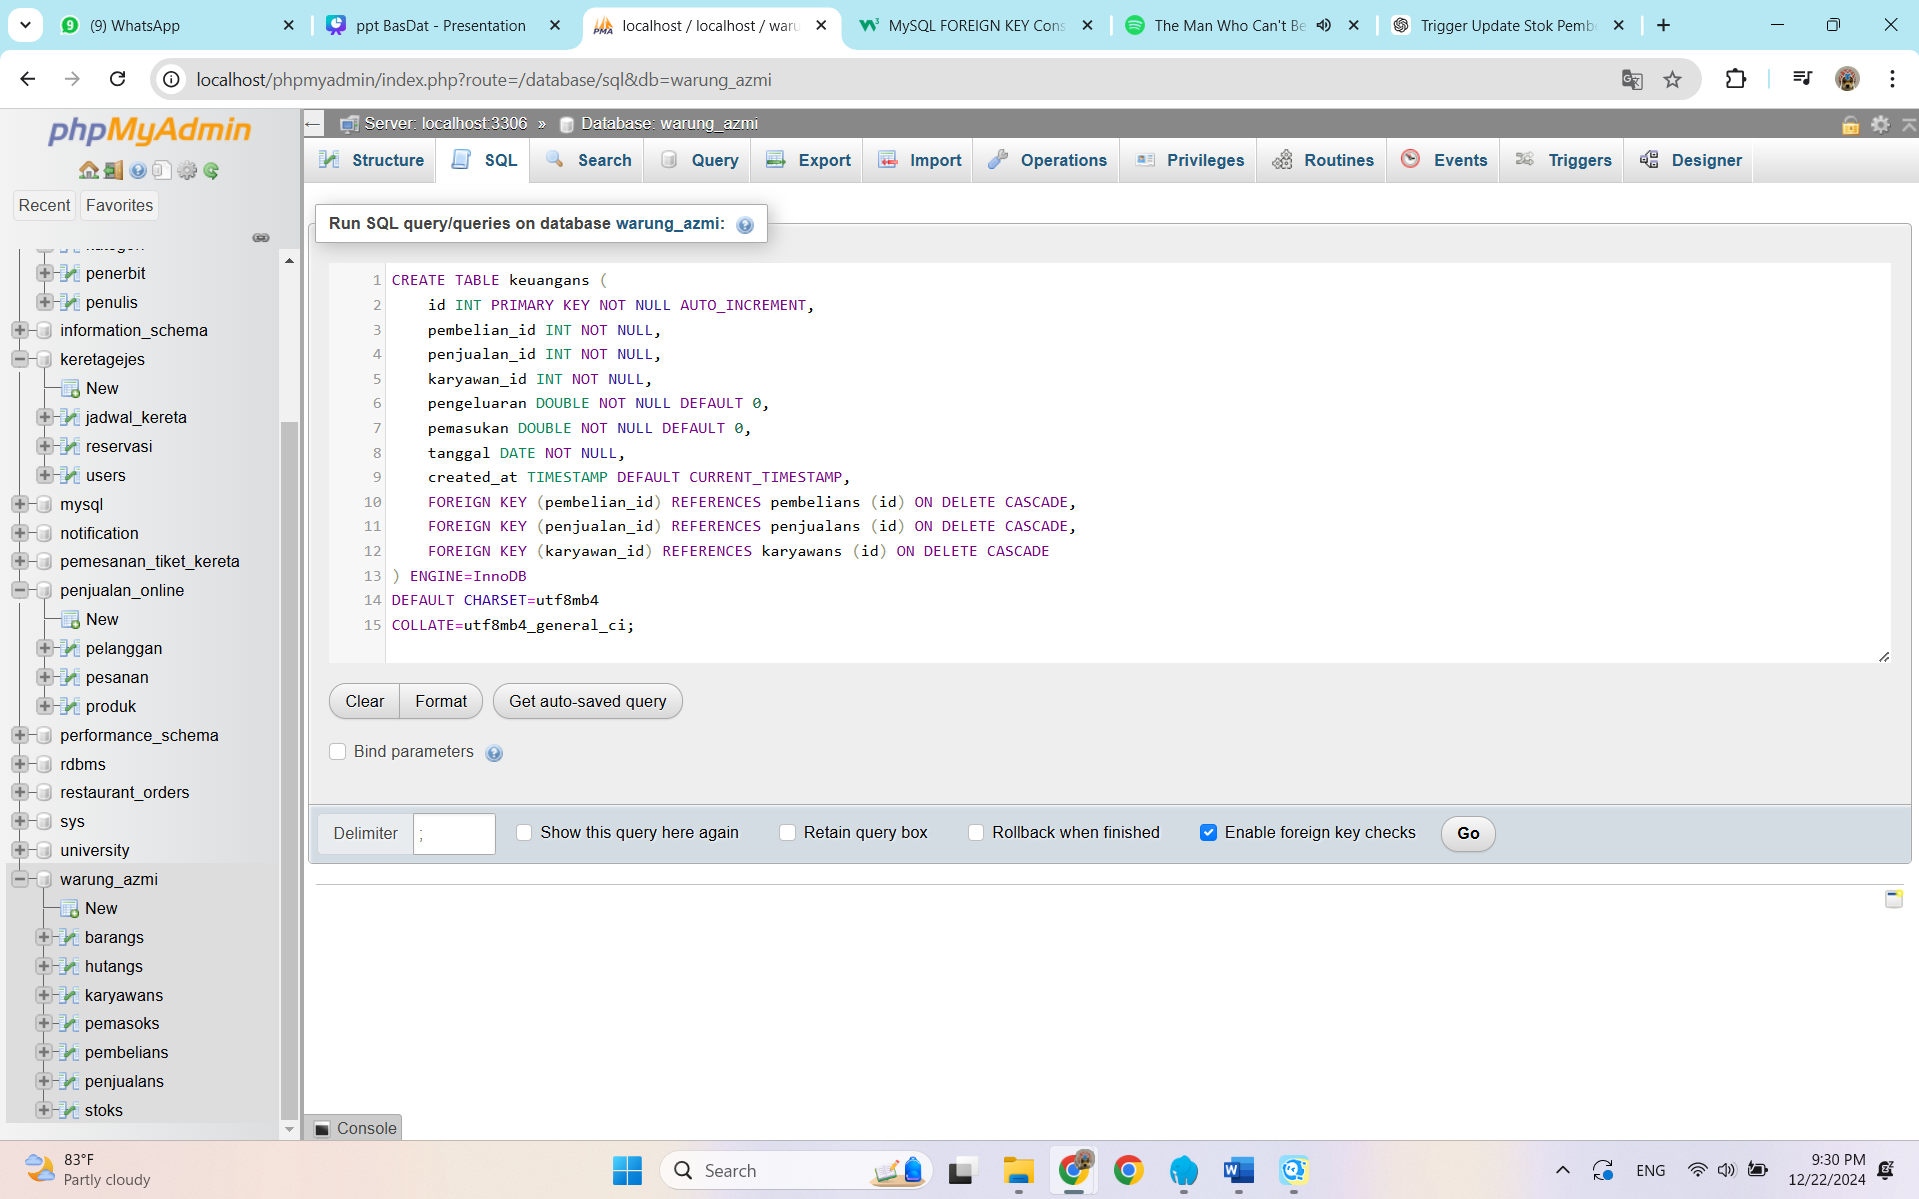 (9) WhatsApp
ppt BasDat - Presentation
localhost / localhost / waru
MySQL FOREIGN KEY Cons
The Man Who Can't Be
Trigger Update Stok Pemb
localhost/phpmyadmin/index.php?route=/database/sql&db=warung_azmi
phpMyAdmin
Recent
Favorites
penerbit
penulis
information_schema
keretagejes
New
jadwal_kereta
reservasi
users
mysql
notification
pemesanan_tiket_kereta
penjualan_online
New
pelanggan
pesanan
produk
performance_schema
rdbms
restaurant_orders
sys
university
warung_azmi
New
barangs
hutangs
karyawans
pemasoks
pembelians
penjualans
stoks
Server: localhost:3306 » Database: warung_azmi
Structure SQL Search Query Export Import Operations Privileges Routines Events Triggers Designer
Run SQL query/queries on database warung_azmi:
1 CREATE TABLE keuangans (
2 id INT PRIMARY KEY NOT NULL AUTO_INCREMENT,
3 pembelian_id INT NOT NULL,
4 penjualan_id INT NOT NULL,
5 karyawan_id INT NOT NULL,
6 pengeluaran DOUBLE NOT NULL DEFAULT 0,
7 pemasukan DOUBLE NOT NULL DEFAULT 0,
8 tanggal DATE NOT NULL,
9 created_at TIMESTAMP DEFAULT CURRENT_TIMESTAMP,
10 FOREIGN KEY (pembelian_id) REFERENCES pembelians (id) ON DELETE CASCADE,
11 FOREIGN KEY (penjualan_id) REFERENCES penjualans (id) ON DELETE CASCADE,
12 FOREIGN KEY (karyawan_id) REFERENCES karyawans (id) ON DELETE CASCADE
13 ) ENGINE=InnoDB
14 DEFAULT CHARSET=utf8mb4
15 COLLATE=utf8mb4_general_ci;
Clear Format Get auto-saved query
Bind parameters
Delimiter ; Show this query here again Retain query box Rollback when finished Enable foreign key checks Go
Console
83°F
Partly cloudy
Search
ENG
9:30 PM
12/22/2024